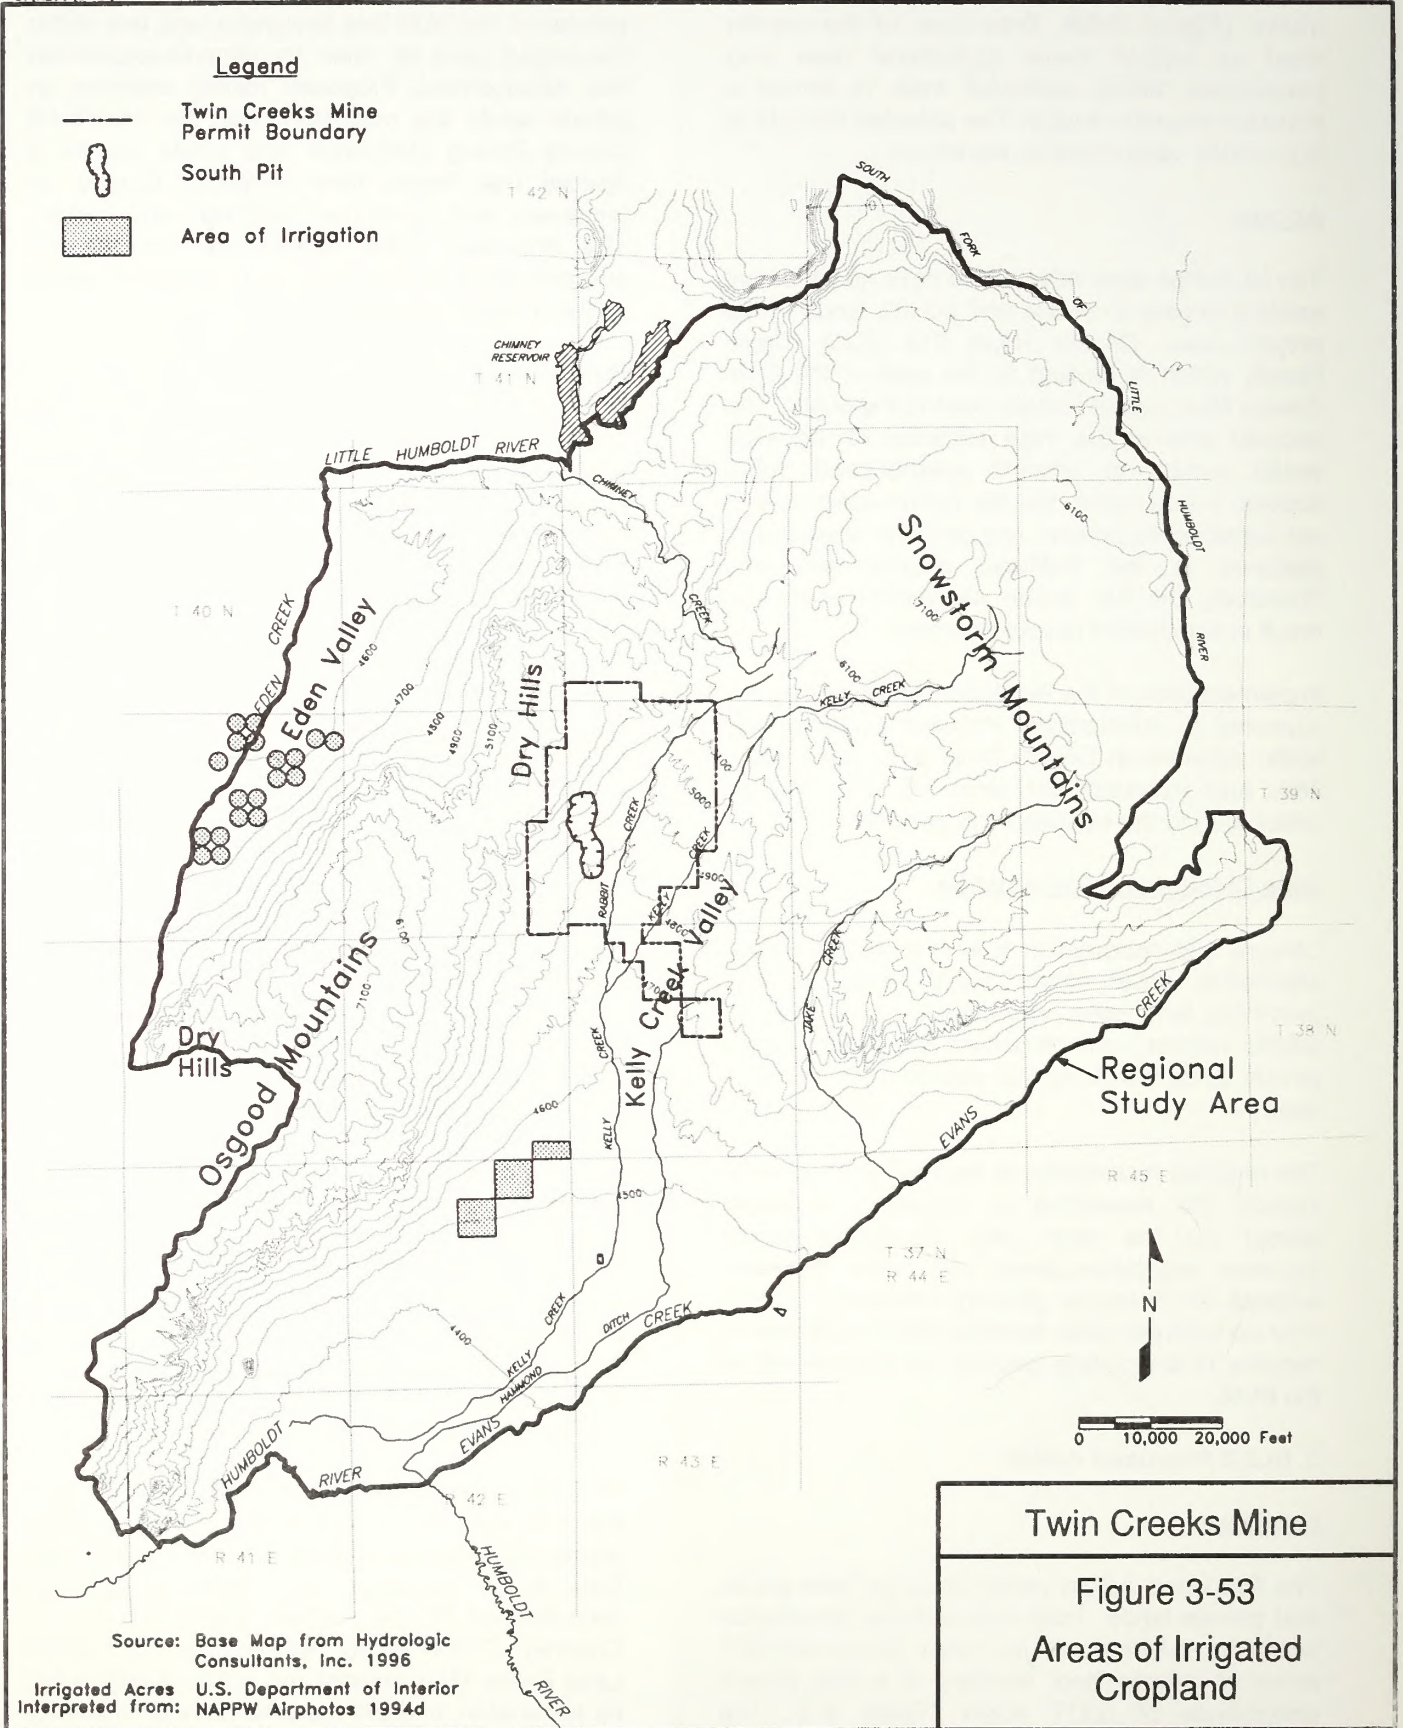 Legend
Twin Creeks Mine
Permit Boundary
South Pit
Area of Irrigation
T 42 N
SOUTH
FORK
OF
LITTLE
HUMBOLDT
RIVER
CHIMNEY
RESERVOIR
T 41 N
LITTLE HUMBOLDT RIVER
CHIMNEY
CREEK
6100
Snowstorm Mountains
7100
6100
KELLY CREEK
T 40 N
EDEN CREEK
Eden Valley
4600
4700
4800
4900
5100
Dry Hills
5000
CREEK
RABBIT
CREEK
KELLY
4900
4800
T 39 N
Kelly Creek Valley
JAKE CREEK
6100
7100
Osgood Mountains
Dry
Hills
CREEK
KELLY
T 38 N
EVANS CREEK
Regional
Study Area
4600
4500
R 45 E
T 37 N
R 44 E
N
4400
KELLY CREEK
HAMMOND DITCH
EVANS CREEK
HUMBOLDT RIVER
0 10,000 20,000 Feet
R 43 E
R 42 E
R 41 E
HUMBOLDT
RIVER
Source: Base Map from Hydrologic
Consultants, Inc. 1996
Irrigated Acres U.S. Department of Interior
Interpreted from: NAPPW Airphotos 1994d
Twin Creeks Mine
Figure 3-53
Areas of Irrigated
Cropland